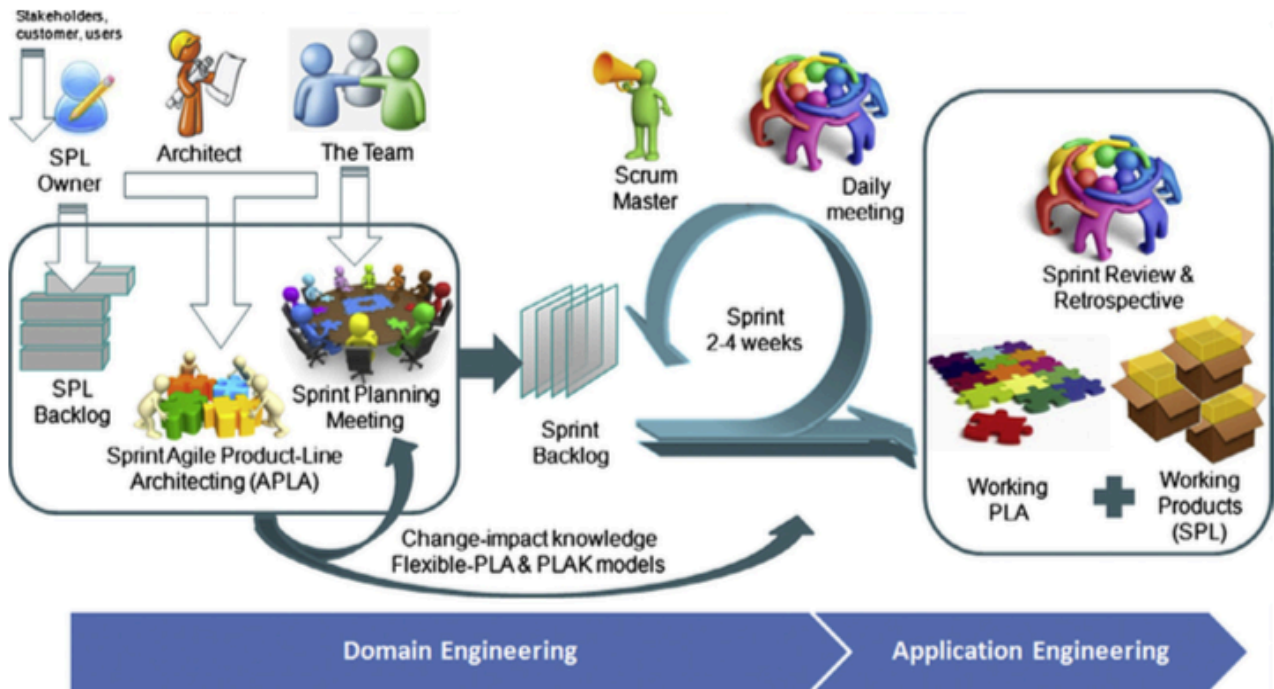 Stakeholders,
customer, users
SPL
Owner
Architect
The Team
Scrum
Master
Daily
meeting
SPL
Backlog
Sprint Agile Product-Line
Architecting (APLA)
Sprint Planning
Meeting
Sprint
Backlog
Sprint
2-4 weeks
Change-impact knowledge
Flexible-PLA & PLAK models
Sprint Review &
Retrospective
Working
PLA
Working
Products
(SPL)
Domain Engineering
Application Engineering